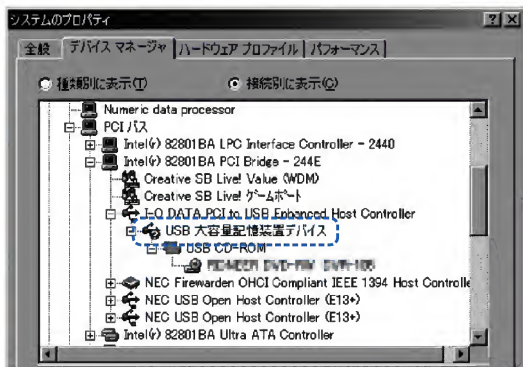 システムのプロパティ
全般 デバイス マネージャ ハードウェア プロファイル パフォーマンス
種類別に表示(T) 接続別に表示(C)
Numeric data processor
PCI バス
Intel(r) 82801BA LPC Interface Controller - 2440
Intel(r) 82801BA PCI Bridge - 244E
Creative SB Live! Value (WDM)
Creative SB Live! ゲームポート
I-O DATA PCI to USB Enhanced Host Controller
USB 大容量記憶装置デバイス
USB CD-ROM
PIONEER DVD-RW DVR-106
NEC Firewarden OHCI Compliant IEEE 1394 Host Controlle
NEC USB Open Host Controller (E13+)
NEC USB Open Host Controller (E13+)
Intel(r) 82801BA Ultra ATA Controller